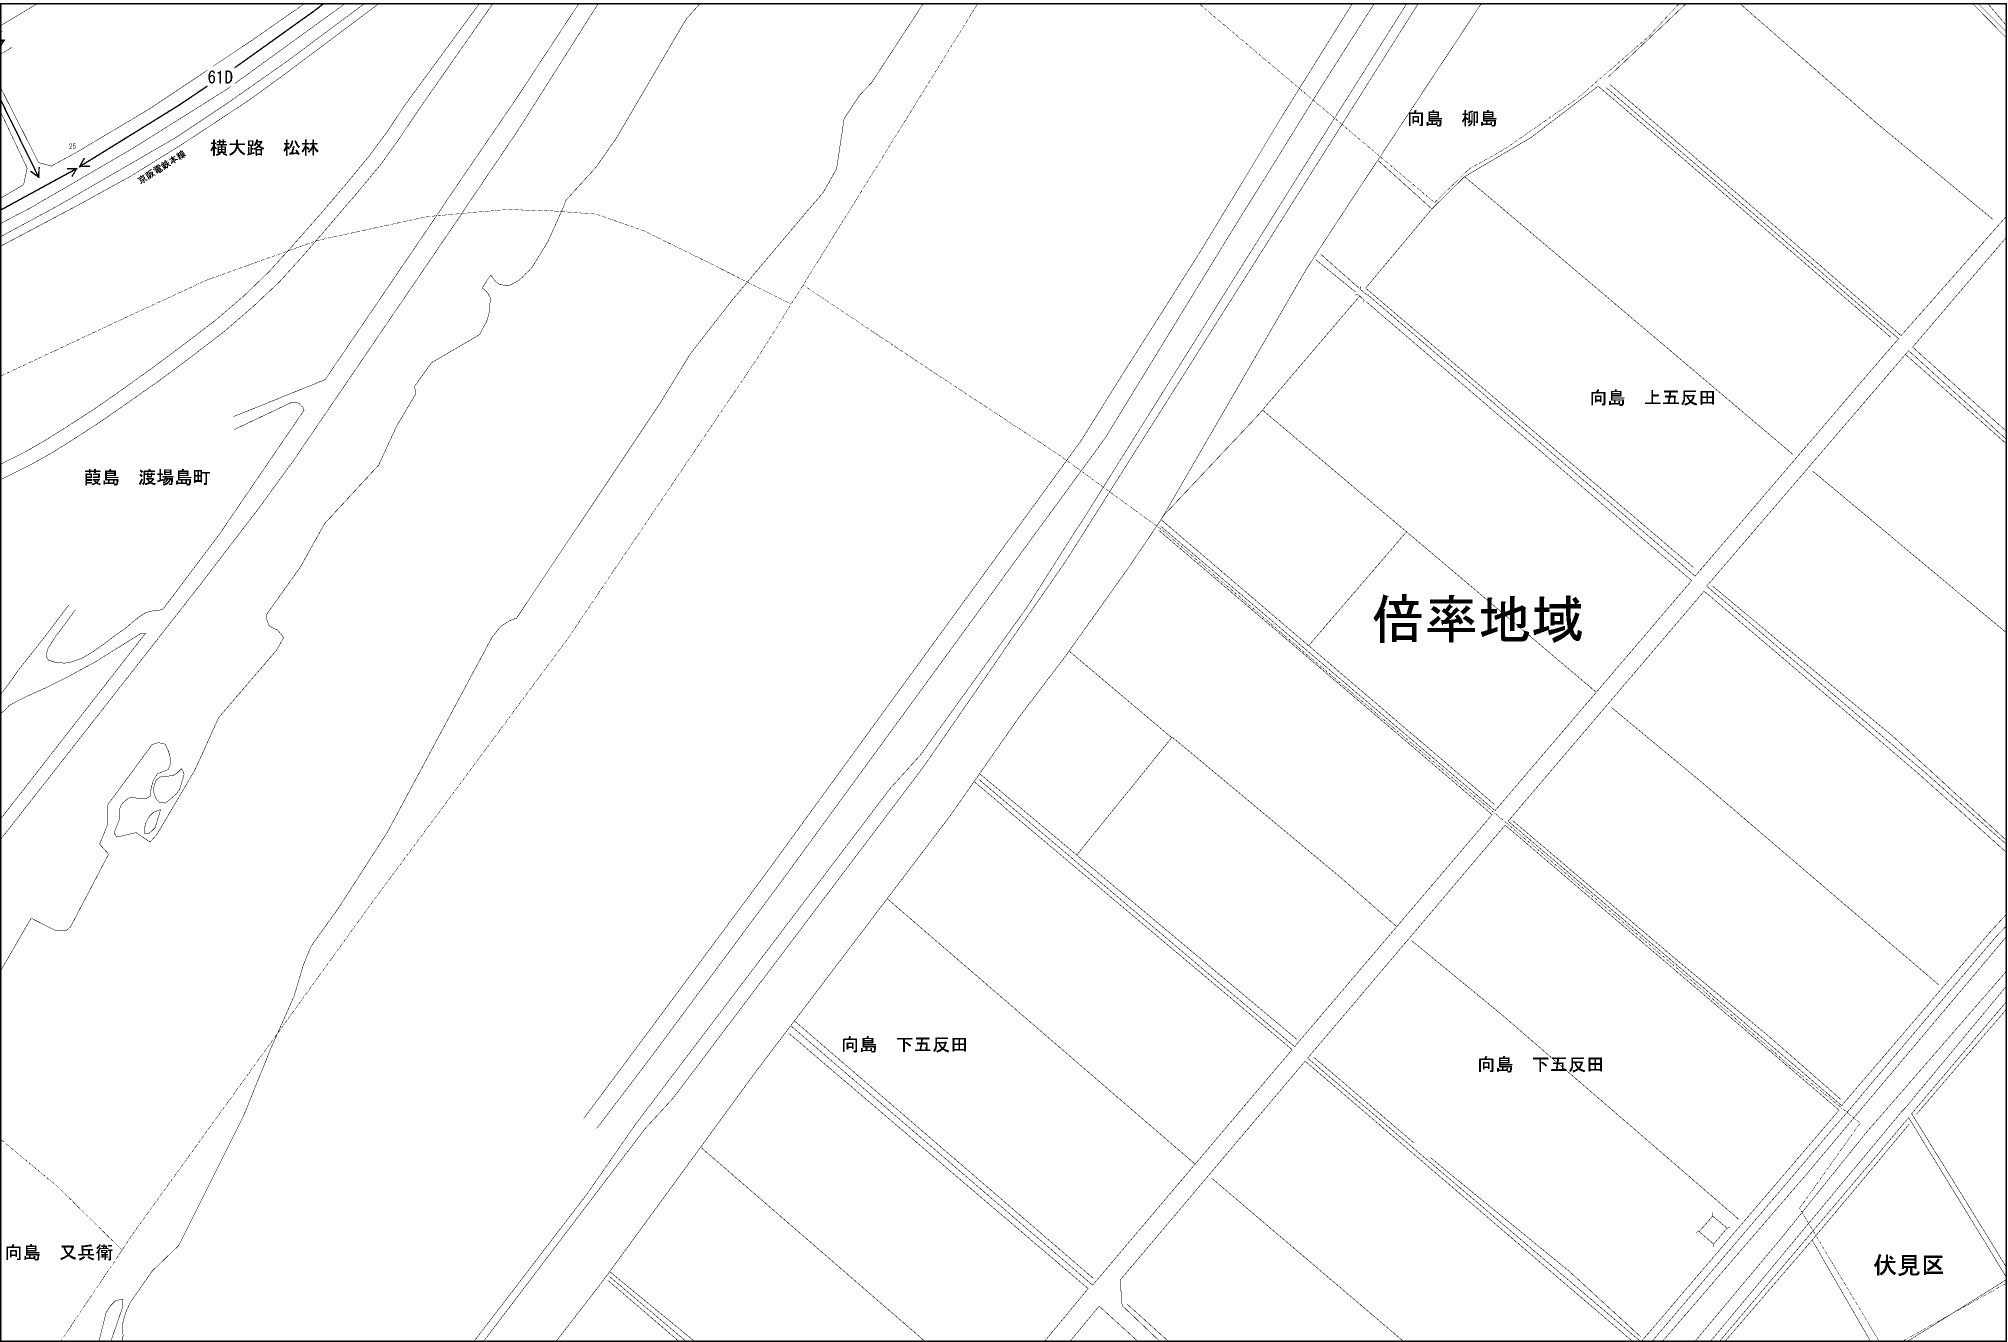 61D
向島　柳島
25
横大路　松林
京阪電鉄本線
向島　上五反田
葭島　渡場島町
倍率地域
向島　下五反田
向島　下五反田
向島　又兵衛
伏見区